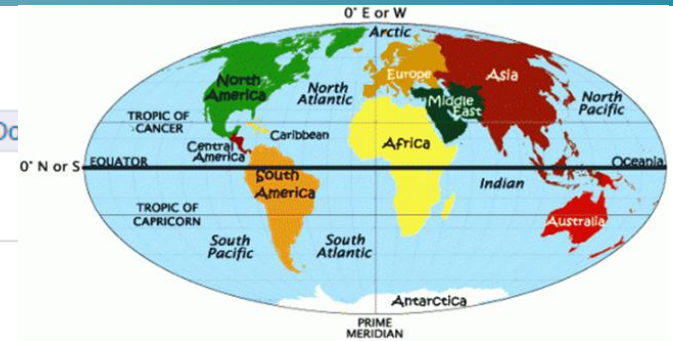 0° E or W
Arctic
North
America
North
Atlantic
Europe
Asia
Middle
East
North
Pacific
TROPIC OF
CANCER
Do
Caribbean
Africa
Central
America
0° N or S
EQUATOR
Oceania
South
America
Indian
TROPIC OF
CAPRICORN
Australia
South
Pacific
South
Atlantic
Antarctica
PRIME
MERIDIAN